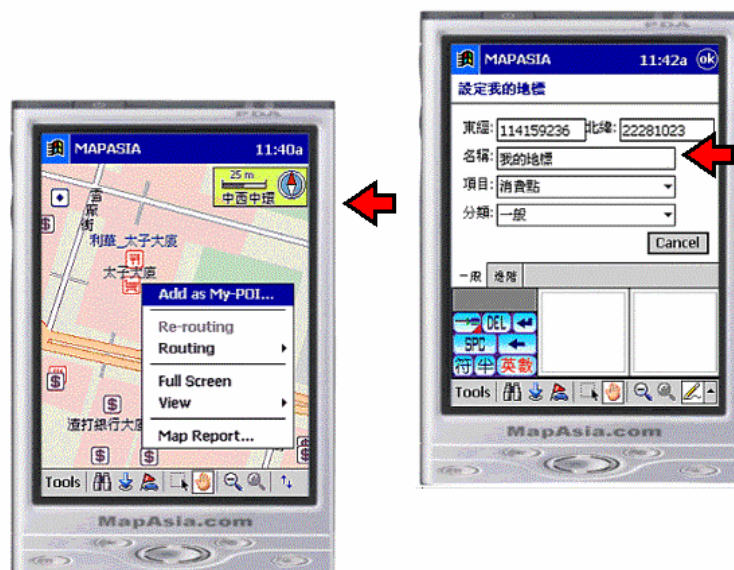 PDA
MAPASIA 11:40a
25 m
中西中環
雪廠街
利華_太子大廈
太子大廈
Add as My-POI...
Re-routing
Routing
Full Screen
View
Map Report...
渣打銀行大廈
Tools
MapAsia.com
PDA
MAPASIA 11:42a ok
設定我的地標
東經: 114159236 北緯: 22281023
名稱: 我的地標
項目: 消費點
分類: 一般
Cancel
一般 進階
DEL
SPC
符 半 英數
Tools
MapAsia.com